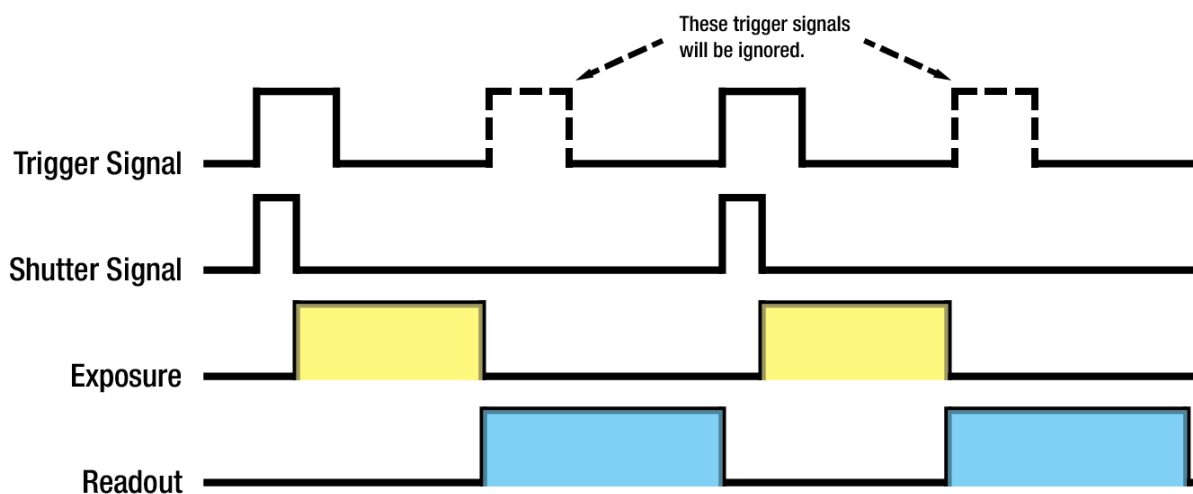 These trigger signals
will be ignored.
Trigger Signal
Shutter Signal
Exposure
Readout